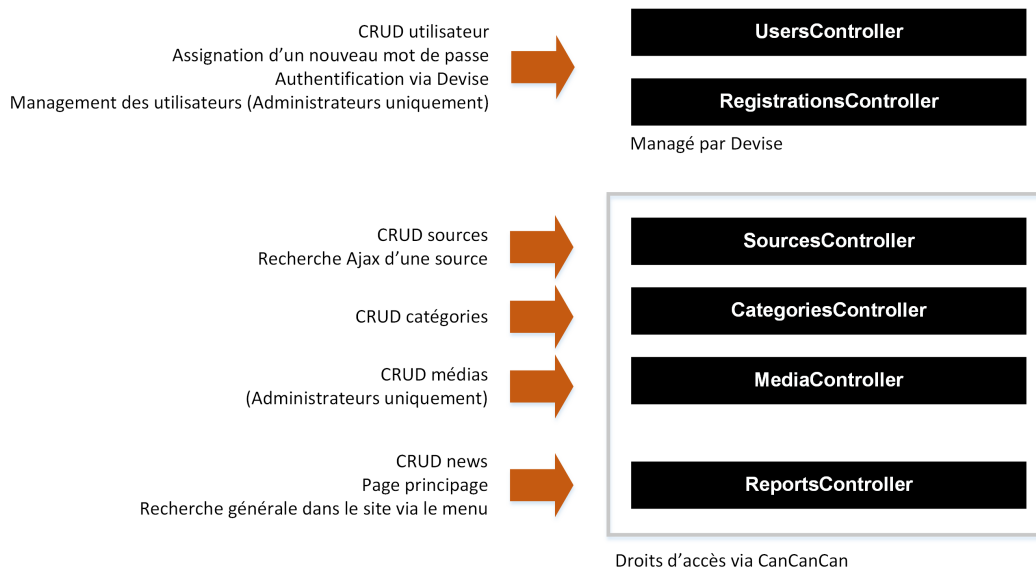 CRUD utilisateur
Assignation d’un nouveau mot de passe
Authentification via Devise
Management des utilisateurs (Administrateurs uniquement)
UsersController
RegistrationsController
Managé par Devise
CRUD sources
Recherche Ajax d’une source
SourcesController
CRUD catégories
CategoriesController
CRUD médias
(Administrateurs uniquement)
MediaController
CRUD news
Page principage
Recherche générale dans le site via le menu
ReportsController
Droits d’accès via CanCanCan